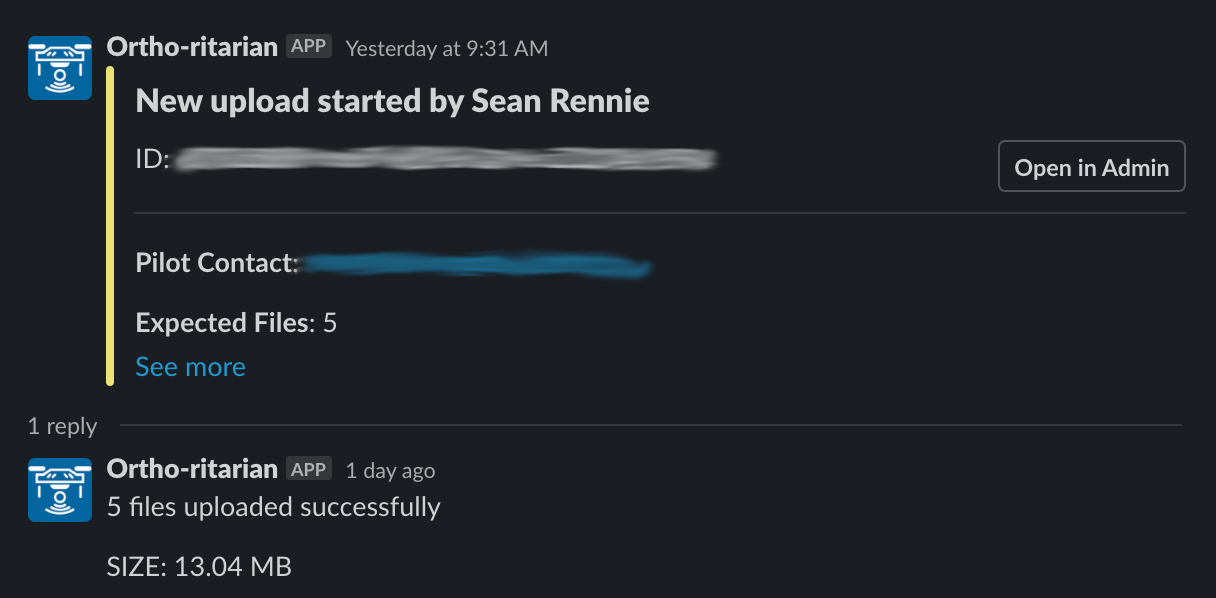 Ortho-ritarian APP Yesterday at 9:31 AM
New upload started by Sean Rennie
ID:
Open in Admin
Pilot Contact:
Expected Files: 5
See more
1 reply
Ortho-ritarian APP 1 day ago
5 files uploaded successfully
SIZE: 13.04 MB